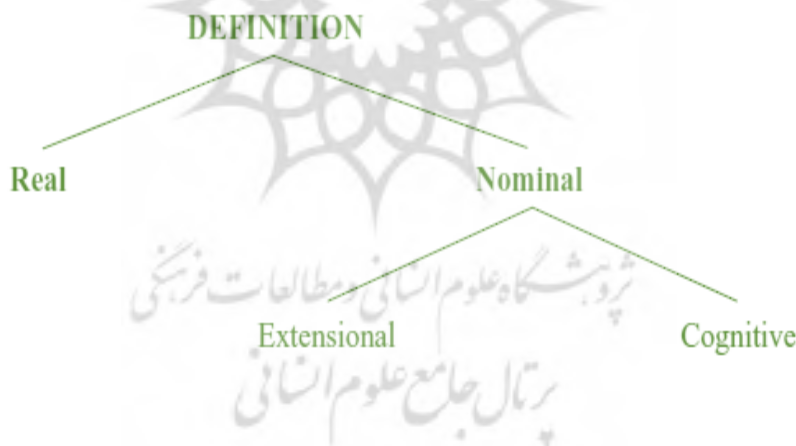 DEFINITION
Real
Nominal
پژوهشگاه علوم انسانی و مطالعات فرهنگی
Extensional
Cognitive
پرتال جامع علوم انسانی